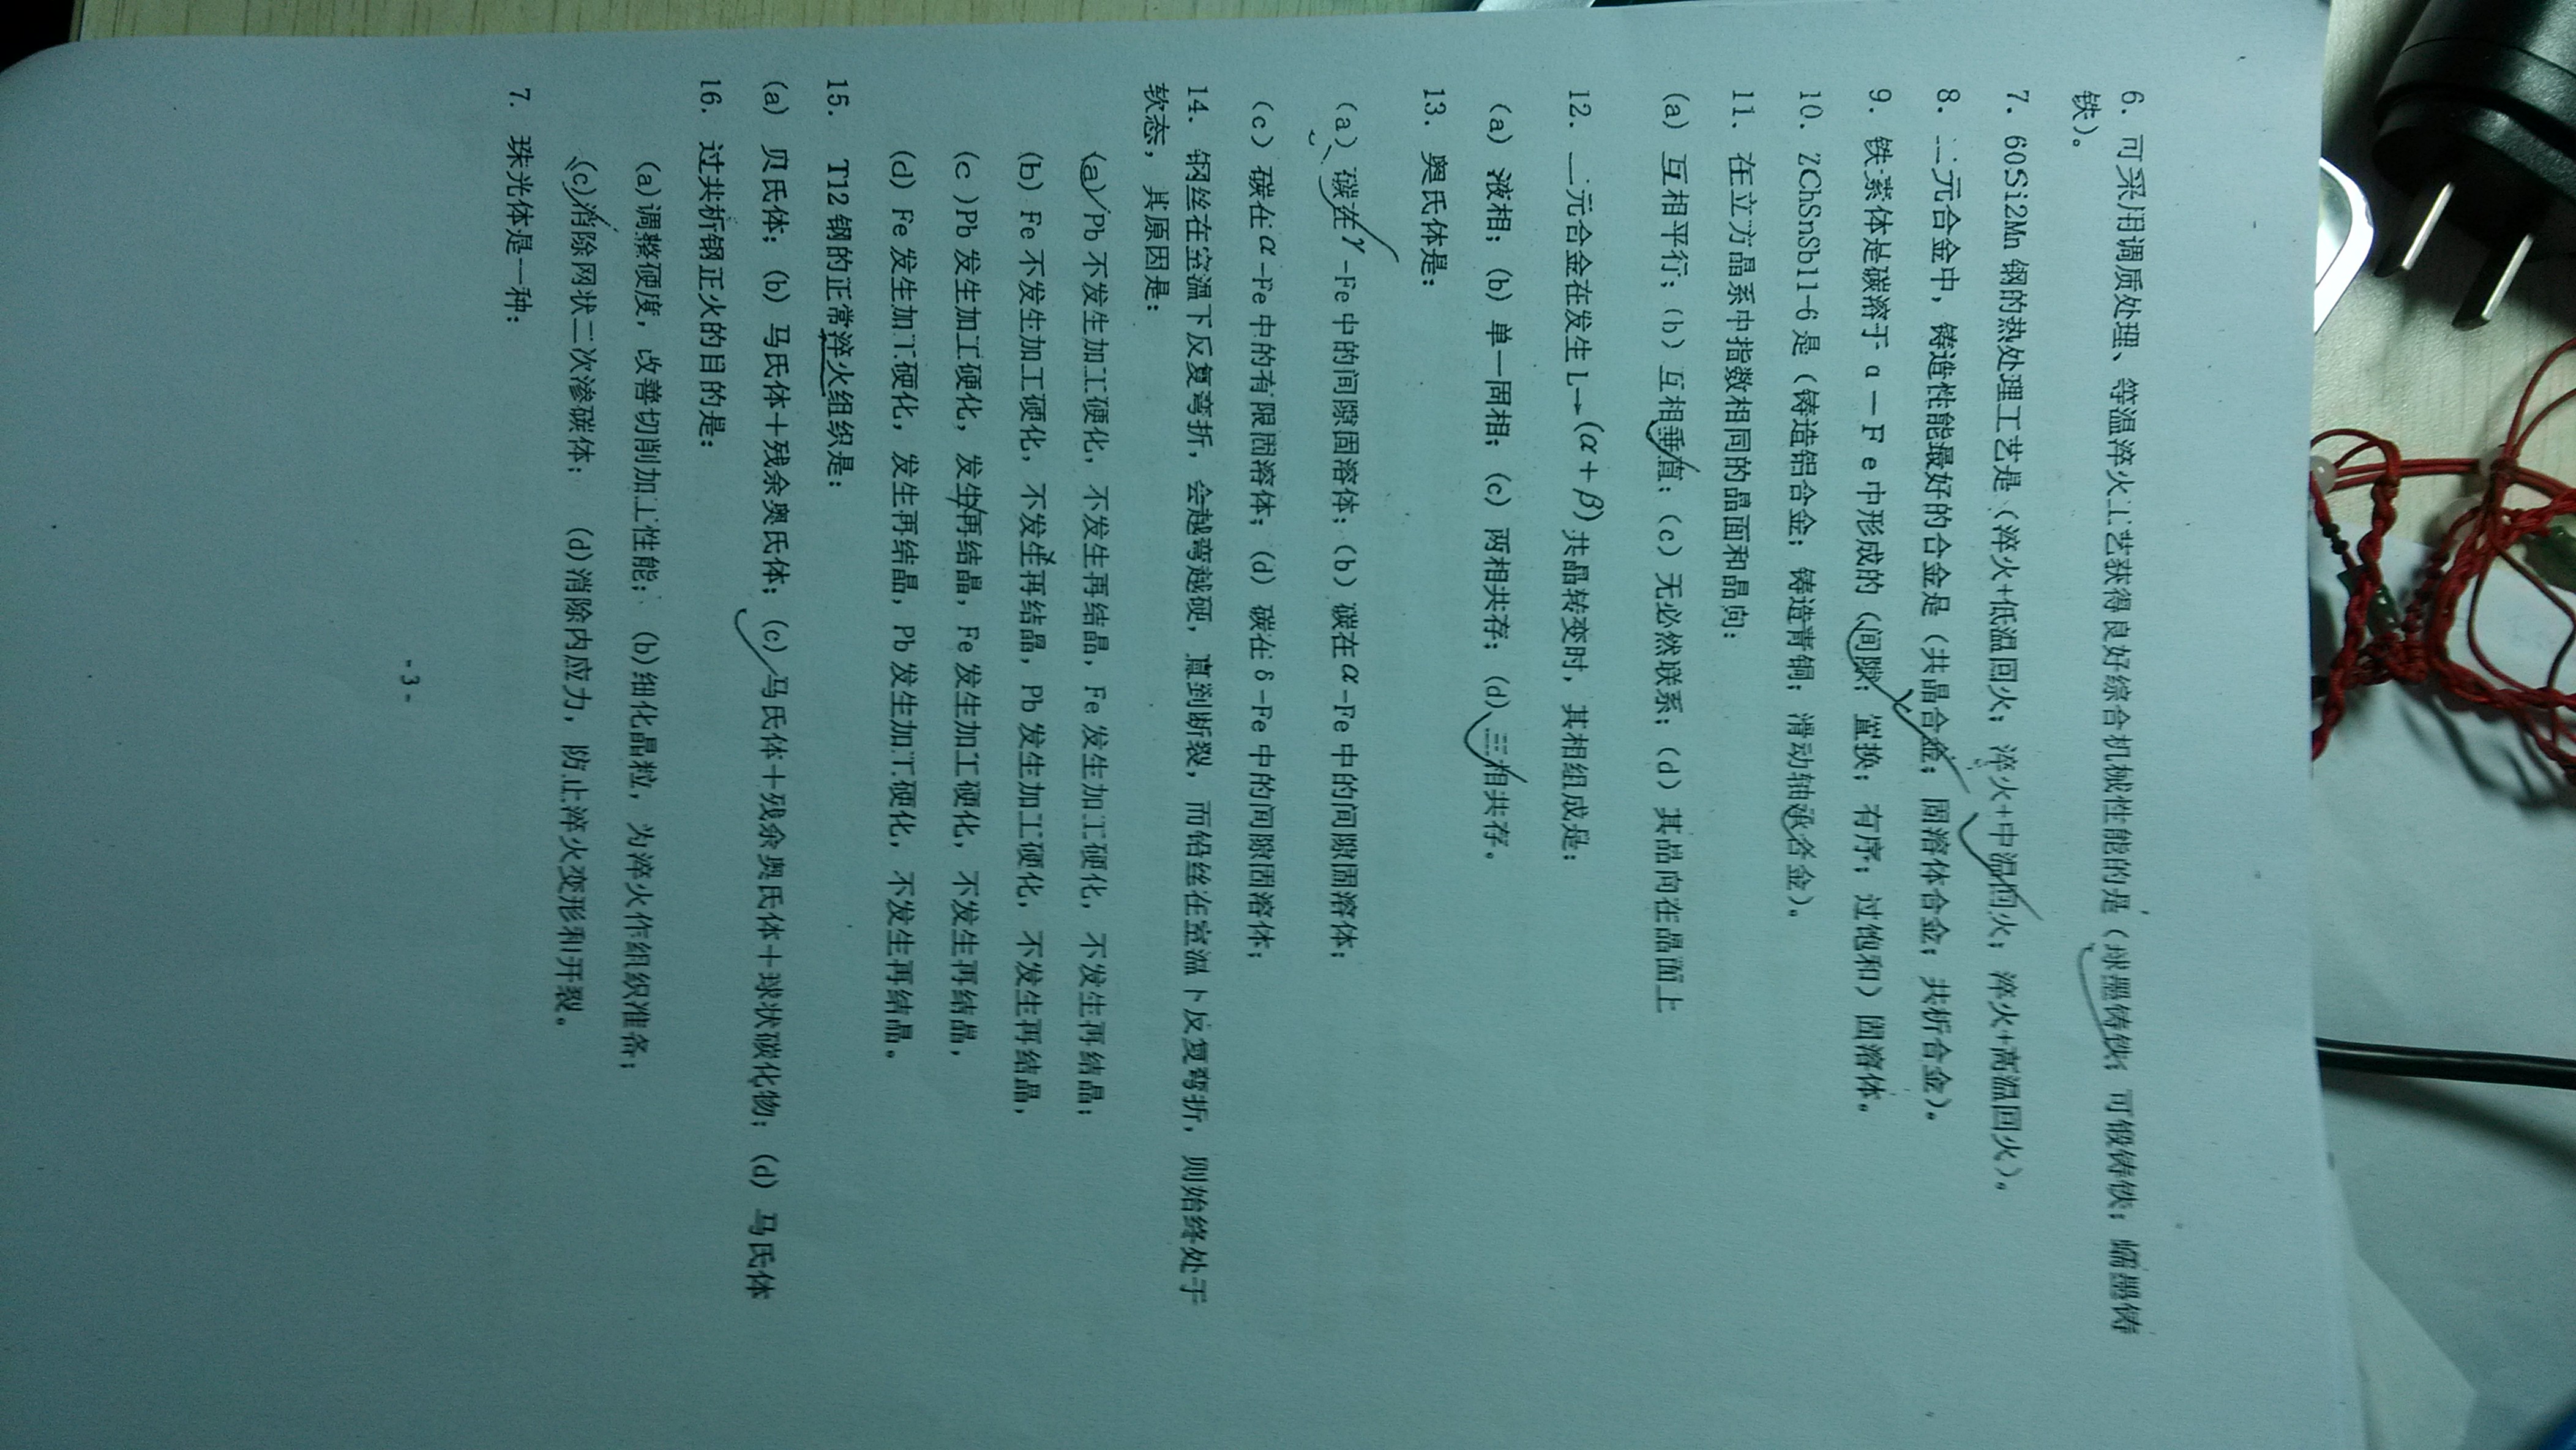 6. 可采用调质处理、等温淬火工艺获得良好综合机械性能的是（球墨铸铁；可锻铸铁；蠕墨铸
铁）。
7. 60Si2Mn 钢的热处理工艺是（淬火+低温回火；淬火+中温回火；淬火+高温回火）。
8. 二元合金中，铸造性能最好的合金是（共晶合金；固溶体合金；共析合金）。
9. 铁素体是碳溶于 α—Fe 中形成的（间隙；置换；有序；过饱和）固溶体。
10. ZChSnSb11-6 是（铸造铝合金；铸造青铜；滑动轴承合金）。
11. 在立方晶系中指数相同的晶面和晶向：
(a) 互相平行；(b) 互相垂直；(c) 无必然联系；(d) 其晶向在晶面上
12. 二元合金在发生 L→(α+β) 共晶转变时，其相组成是：
(a) 液相；(b) 单一固相；(c) 两相共存；(d) 三相共存。
13. 奥氏体是：
(a) 碳在γ-Fe 中的间隙固溶体；(b) 碳在α-Fe 中的间隙固溶体；
(c) 碳在α-Fe 中的有限固溶体；(d) 碳在δ-Fe 中的间隙固溶体；
14. 钢丝在室温下反复弯折，会越弯越硬，直到断裂，而铅丝在室温下反复弯折，则始终处于
软态，其原因是：
(a) Pb 不发生加工硬化，不发生再结晶，Fe 发生加工硬化，不发生再结晶；
(b) Fe 不发生加工硬化，不发生再结晶，Pb 发生加工硬化，不发生再结晶，
(c )Pb 发生加工硬化，发生再结晶，Fe 发生加工硬化，不发生再结晶，
(d) Fe 发生加工硬化，发生再结晶，Pb 发生加工硬化，不发生再结晶。
15. T12 钢的正常淬火组织是：
(a) 贝氏体；(b) 马氏体＋残余奥氏体；(c) 马氏体＋残余奥氏体＋球状碳化物；(d) 马氏体
16. 过共析钢正火的目的是：
(a)调整硬度，改善切削加工性能； (b)细化晶粒，为淬火作组织准备；
(c)消除网状二次渗碳体； (d)消除内应力，防止淬火变形和开裂。
7. 珠光体是一种：
-3-